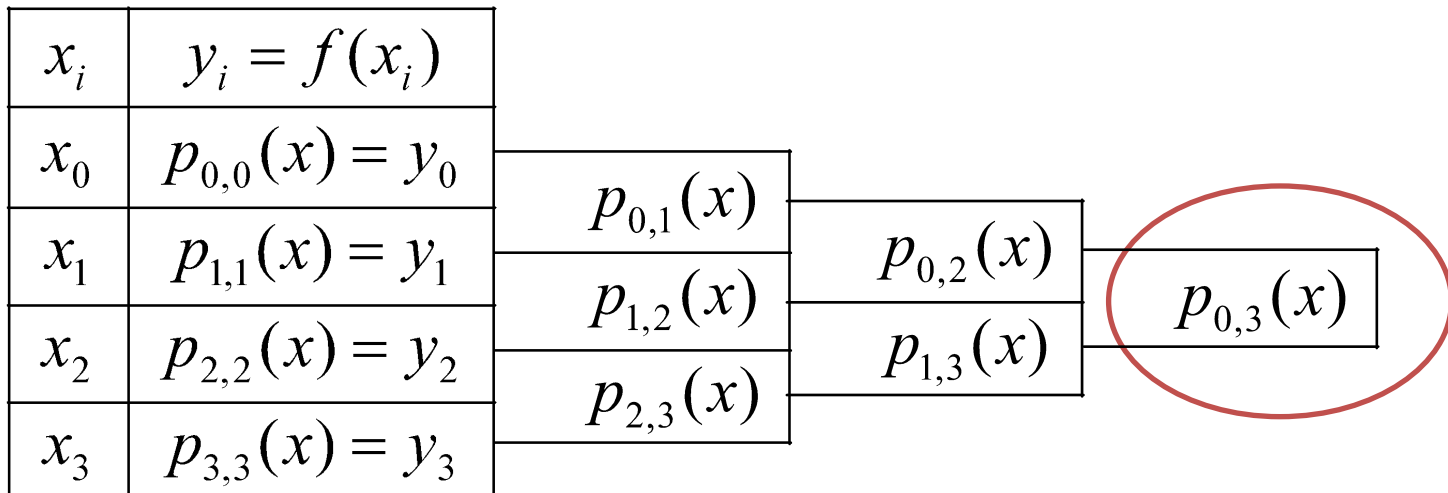 x_i y_i = f(x_i)
x_0 p_{0,0}(x) = y_0
p_{0,1}(x)
x_1 p_{1,1}(x) = y_1 p_{0,2}(x)
p_{1,2}(x) p_{0,3}(x)
x_2 p_{2,2}(x) = y_2 p_{1,3}(x)
p_{2,3}(x)
x_3 p_{3,3}(x) = y_3